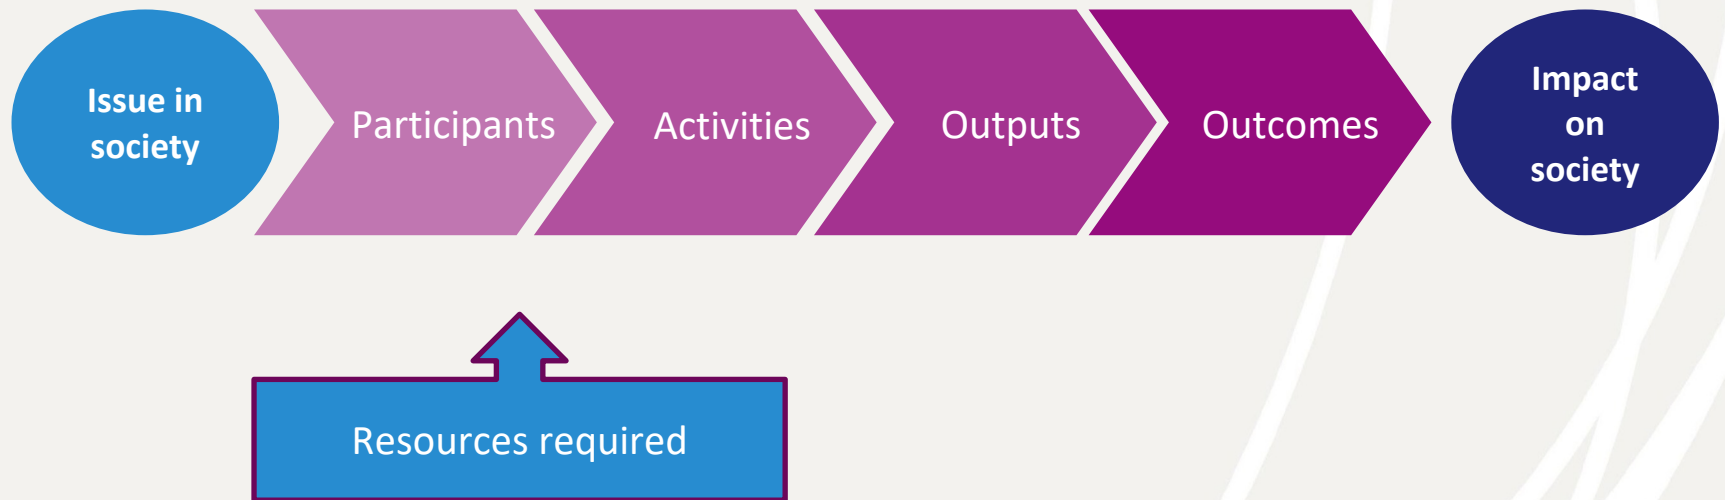 Issue in
society
Participants
Activities
Outputs
Outcomes
Impact
on
society
Resources required